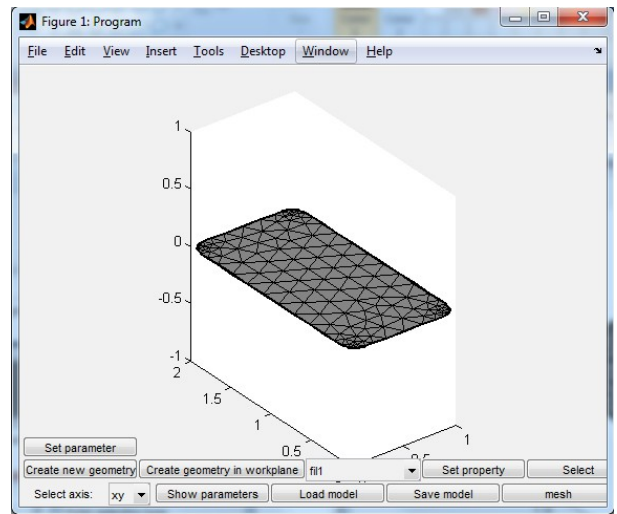 Figure 1: Program
File Edit View Insert Tools Desktop Window Help
1
0.5
0
-0.5
-1
2
1.5
1
0.5
0.5
1
Set parameter
Create new geometry Create geometry in workplane fil1 Set property Select
Select axis: xy Show parameters Load model Save model mesh